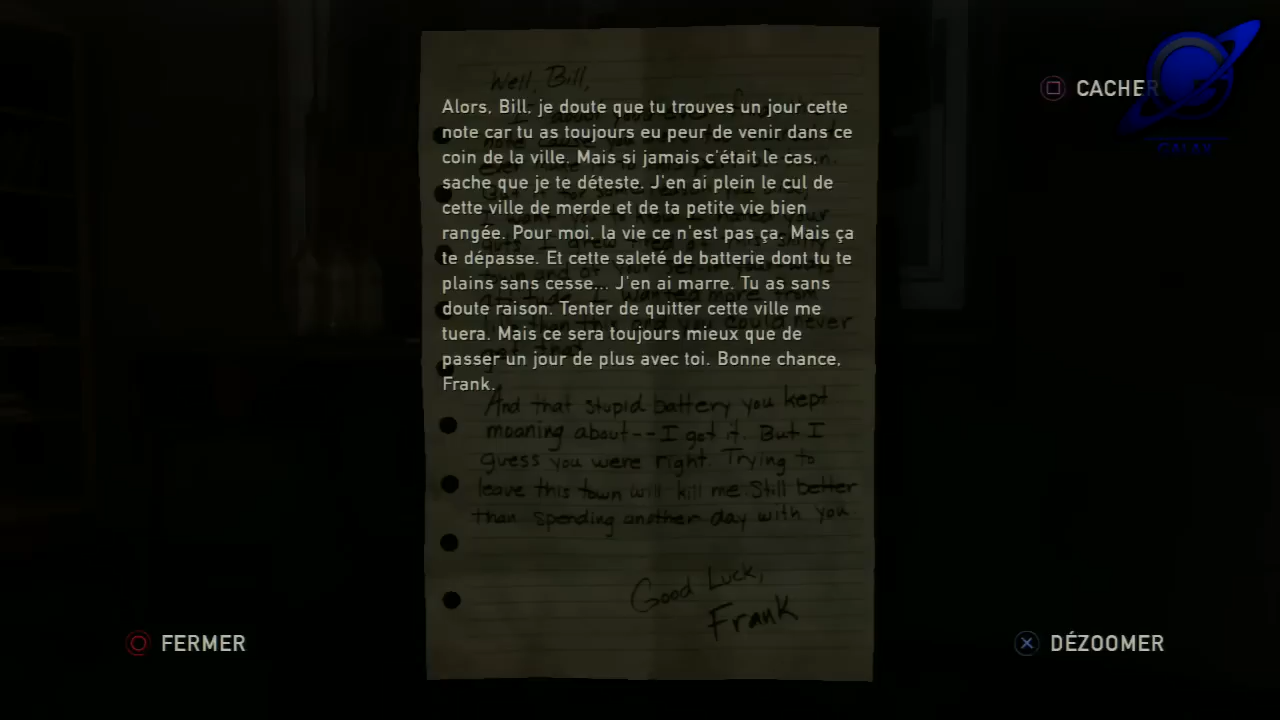 Well, Bill,
CACHER
GALAX
Alors, Bill, je doute que tu trouves un jour cette
note car tu as toujours eu peur de venir dans ce
coin de la ville. Mais si jamais c'était le cas,
sache que je te déteste. J'en ai plein le cul de
cette ville de merde et de ta petite vie bien
rangée. Pour moi, la vie ce n'est pas ça. Mais ça
te dépasse. Et cette saleté de batterie dont tu te
plains sans cesse... J'en ai marre. Tu as sans
doute raison. Tenter de quitter cette ville me
tuera. Mais ce sera toujours mieux que de
passer un jour de plus avec toi. Bonne chance,
Frank.
And that stupid battery you kept
moaning about--I got it. But I
guess you were right. Trying to
leave this town will kill me Still better
than spending another day with you
Good Luck,
Frank
FERMER
DÉZOOMER